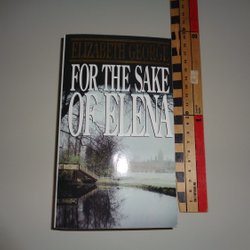 ELIZABETH GEORGE
FOR THE SAKE
OF ELENA